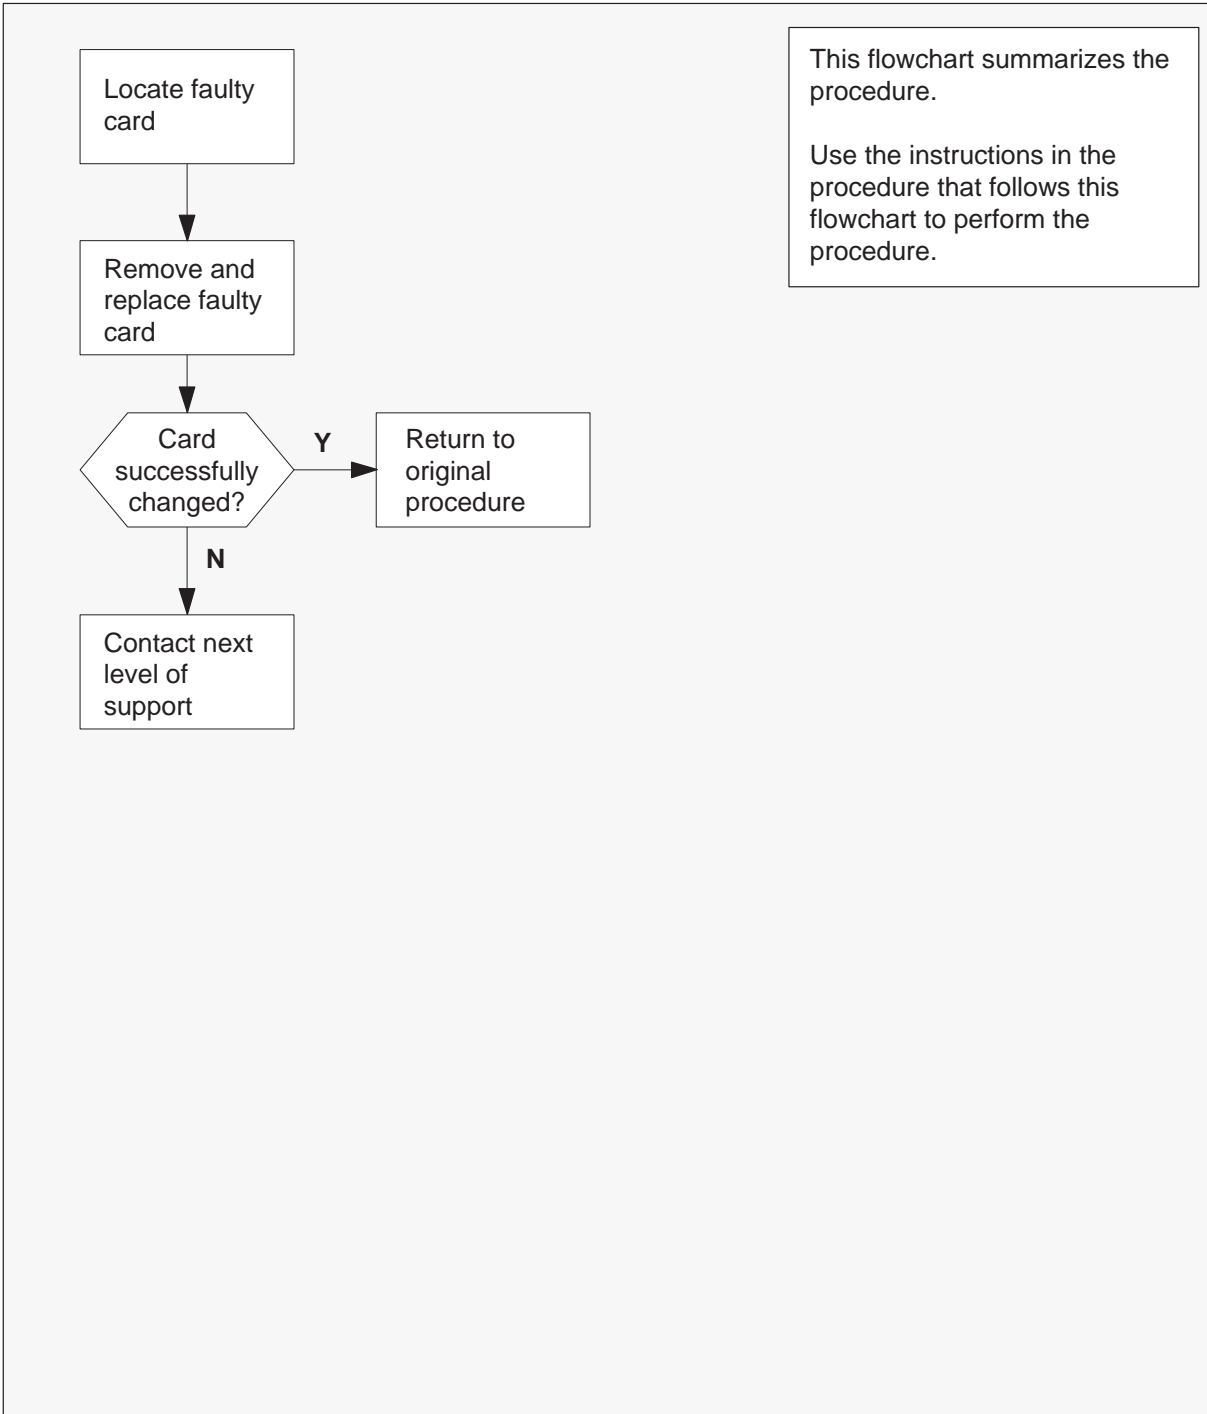 Locate faulty
card
Remove and
replace faulty
card
Card
successfully
changed?
Y
Return to
original
procedure
N
Contact next
level of
support
This flowchart summarizes the
procedure.
Use the instructions in the
procedure that follows this
flowchart to perform the
procedure.